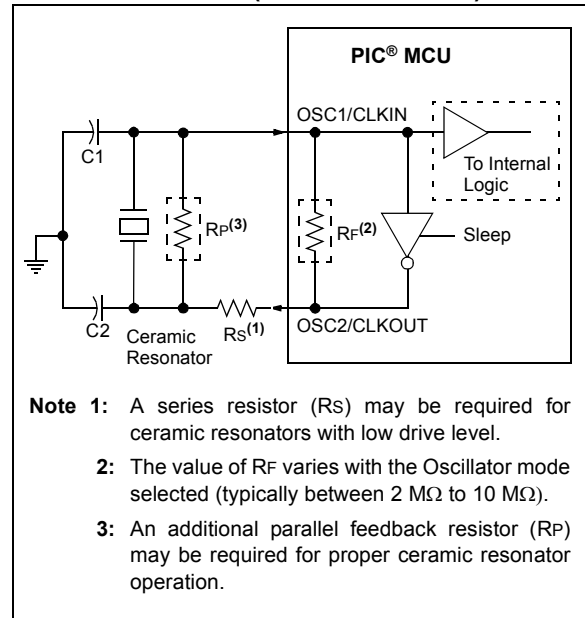 PIC® MCU
OSC1/CLKIN
C1
To Internal
Logic
RP(3)
RF(2)
Sleep
C2
Ceramic
Resonator
RS(1)
OSC2/CLKOUT
Note 1: A series resistor (RS) may be required for
ceramic resonators with low drive level.
2: The value of RF varies with the Oscillator mode
selected (typically between 2 MΩ to 10 MΩ).
3: An additional parallel feedback resistor (RP)
may be required for proper ceramic resonator
operation.